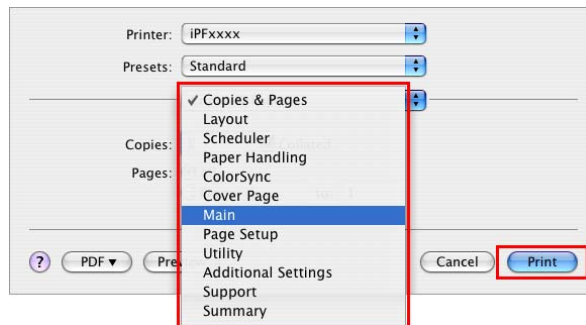 Printer: iPFxxxx
Presets: Standard
✓ Copies & Pages
Layout
Scheduler
Copies:
Paper Handling
Pages:
ColorSync
Cover Page
Main
Page Setup
Utility
? PDF ▼ Pre Cancel Print
Additional Settings
Support
Summary